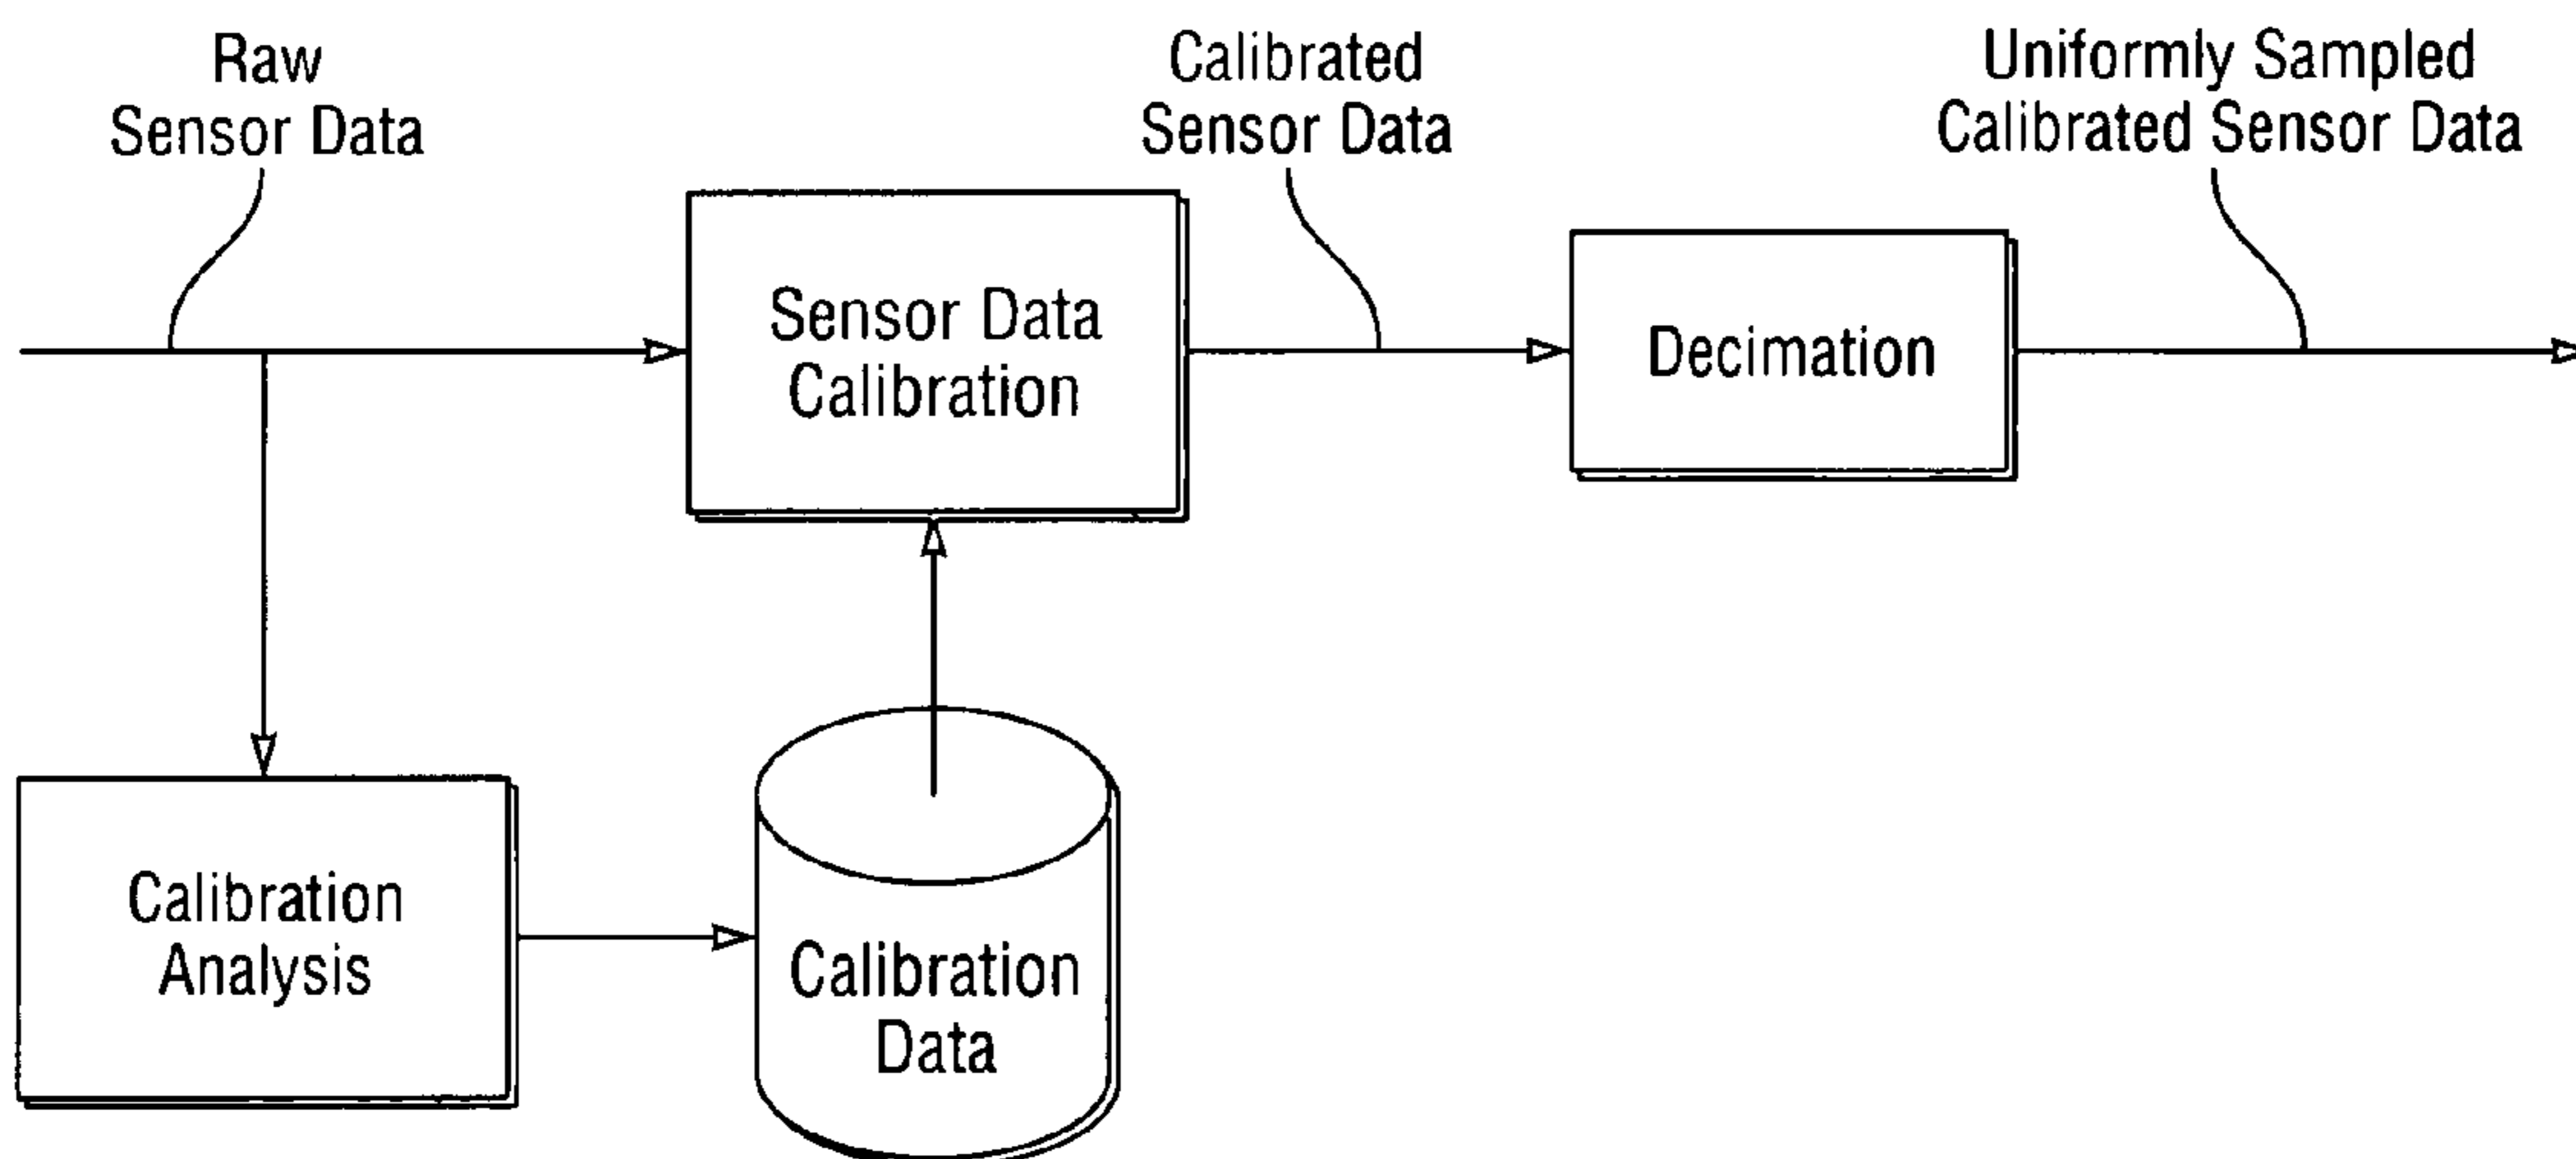 Raw
Sensor Data
Calibrated
Sensor Data
Uniformly Sampled
Calibrated Sensor Data
Sensor Data
Calibration
Decimation
Calibration
Analysis
Calibration
Data